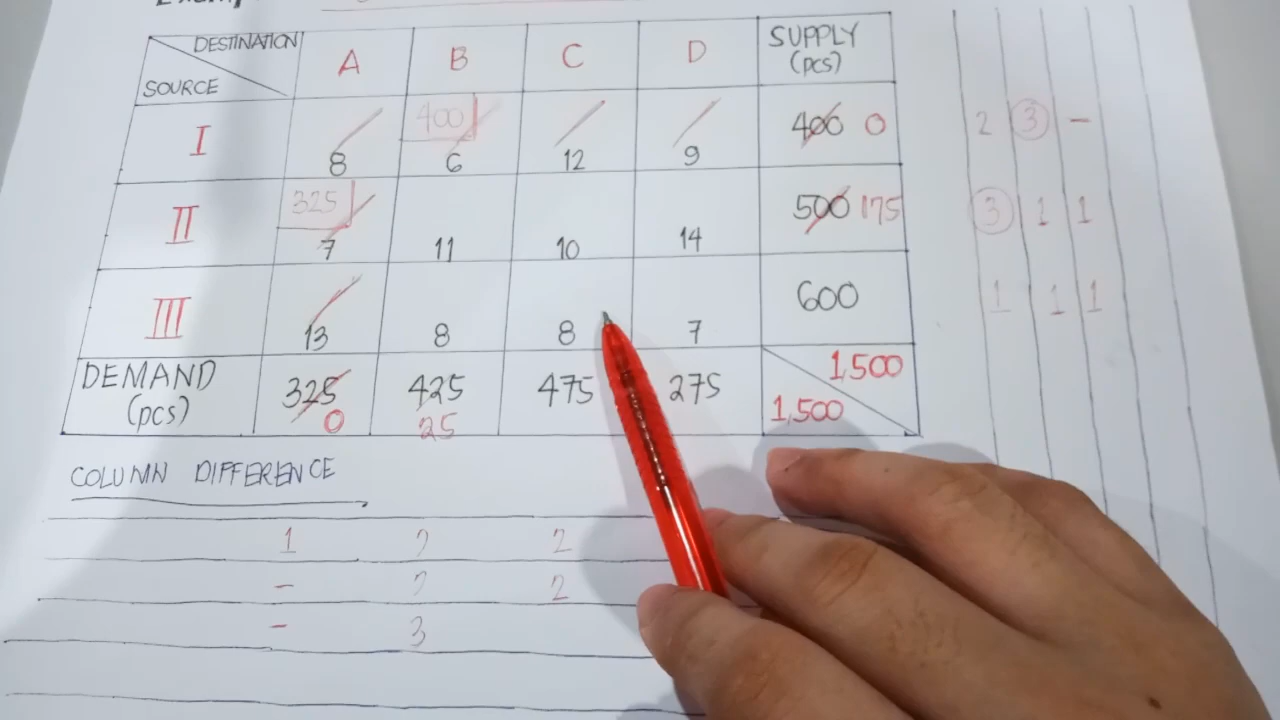 DESTINATION A B C D SUPPLY (pcs)
SOURCE
I 400 400 0 2 3 -
8 6 12 9
II 325 500 175 3 1 1
7 11 10 14
III 600 1 1 1
13 8 8 7
DEMAND (pcs) 325 425 475 275 1,500
0 25 1,500
COLUMN DIFFERENCE
1 2 2
- 2 2
- 3